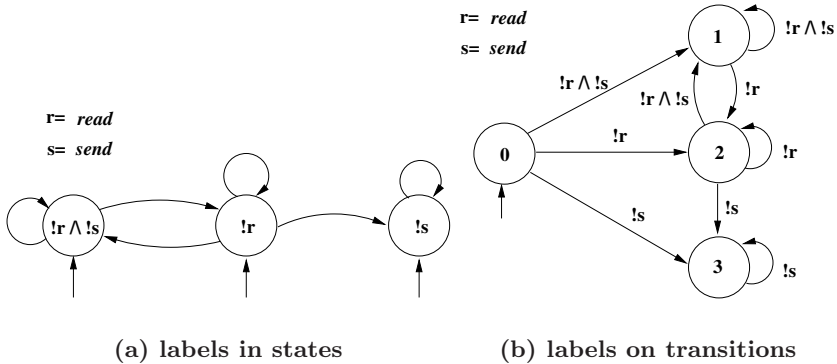 r= read
s= send
!r ∧ !s
!r
!s
(a) labels in states
r= read
s= send
1
!r ∧ !s
!r ∧ !s
!r ∧ !s
!r
0
!r
2
!r
!s
!s
3
!s
(b) labels on transitions